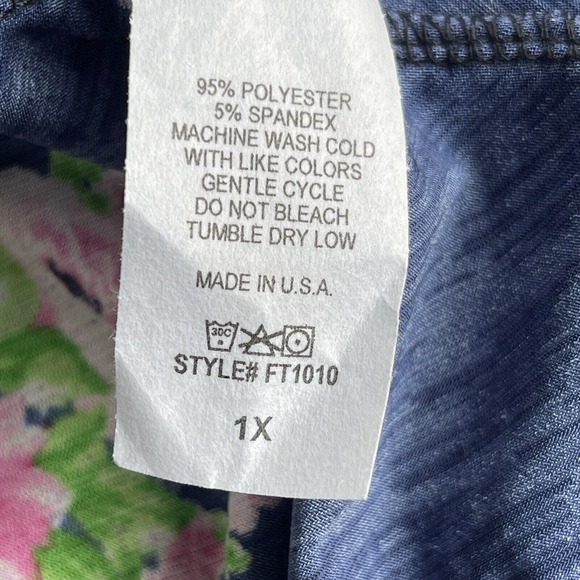 95% POLYESTER
5% SPANDEX
MACHINE WASH COLD
WITH LIKE COLORS
GENTLE CYCLE
DO NOT BLEACH
TUMBLE DRY LOW
MADE IN U.S.A.
30C
STYLE# FT1010
1X